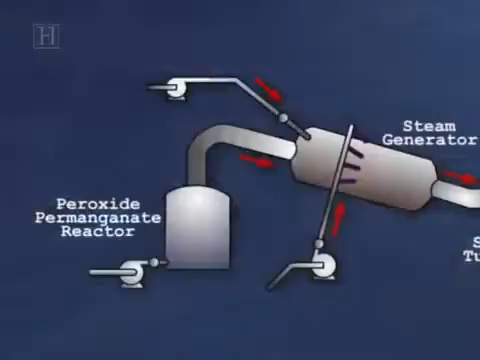 H
Steam
Generator
Peroxide
Permanganate
Reactor